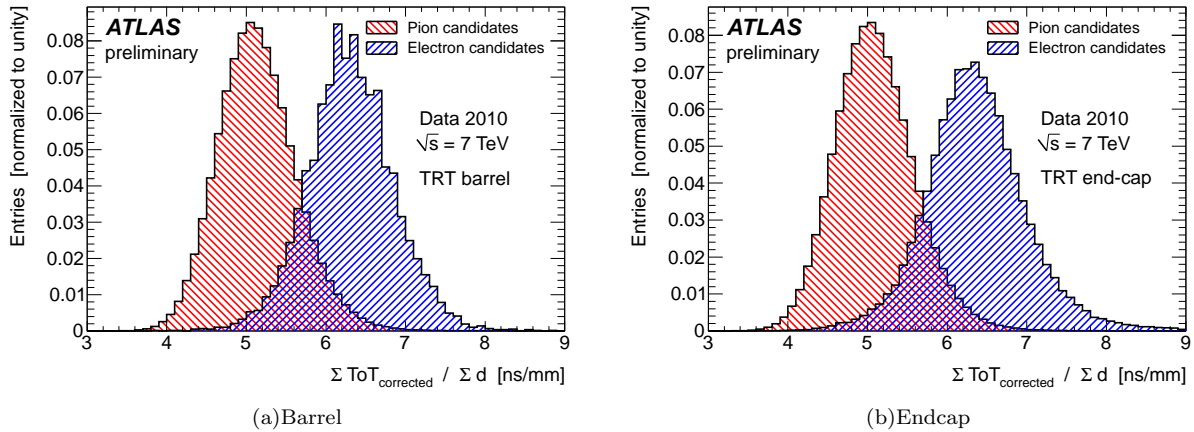 ATLAS
preliminary
Pion candidates
Electron candidates
Data 2010
√s = 7 TeV
TRT barrel
Entries [normalized to unity]
0.08
0.07
0.06
0.05
0.04
0.03
0.02
0.01
0
3 4 5 6 7 8 9
Σ ToT corrected / Σ d [ns/mm]
(a)Barrel
ATLAS
preliminary
Pion candidates
Electron candidates
Data 2010
√s = 7 TeV
TRT end-cap
Entries [normalized to unity]
0.08
0.07
0.06
0.05
0.04
0.03
0.02
0.01
0
3 4 5 6 7 8 9
Σ ToT corrected / Σ d [ns/mm]
(b)Endcap